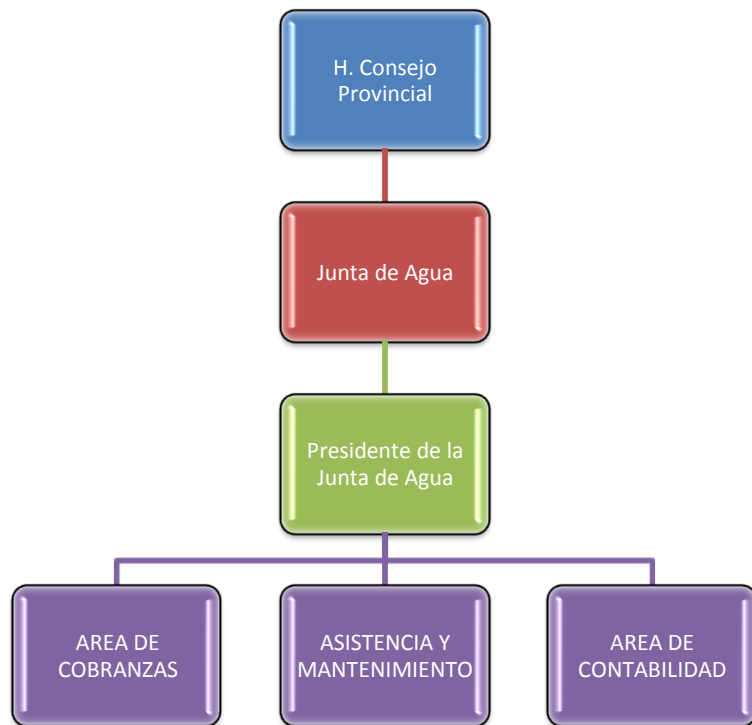 H. Consejo
Provincial
Junta de Agua
Presidente de la
Junta de Agua
AREA DE
COBRANZAS
ASISTENCIA Y
MANTENIMIENTO
AREA DE
CONTABILIDAD